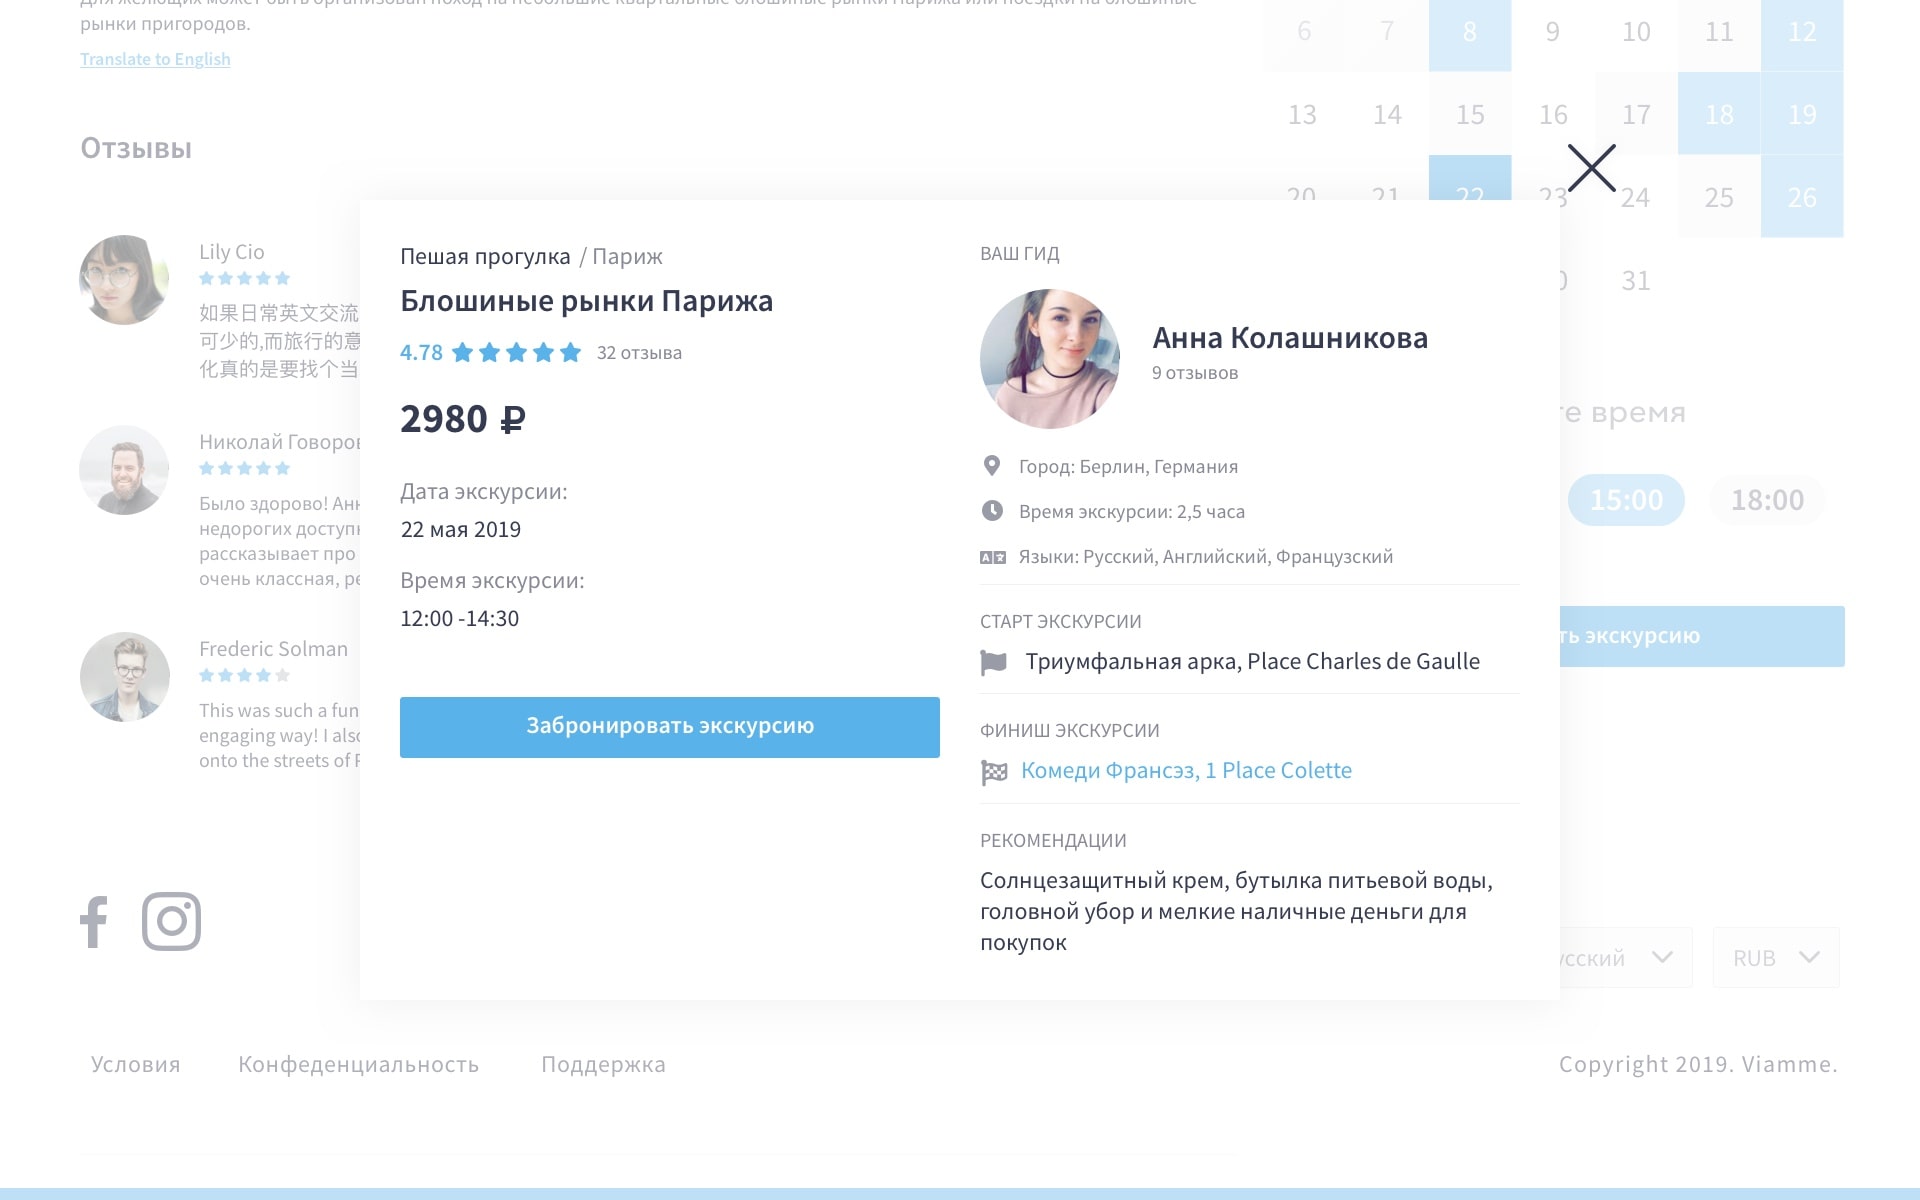 рынки пригородов.
Translate to English
Отзывы
Lily Cio
如果日常英文交流
可少的,而旅行的意
化真的是要找个当
Николай Говоров
Было здорово! Анн
недорогих доступн
рассказывает про
очень классная, ре
Frederic Solman
This was such a fun
engaging way! I also
onto the streets of P
6 7 8 9 10 11 12
13 14 15 16 17 18 19
20 21 22 23 24 25 26
31
время
15:00 18:00
экскурсию
Пешая прогулка / Париж
Блошиные рынки Парижа
4.78 32 отзыва
2980 ₽
Дата экскурсии:
22 мая 2019
Время экскурсии:
12:00 -14:30
Забронировать экскурсию
ВАШ ГИД
Анна Колашникова
9 отзывов
Город: Берлин, Германия
Время экскурсии: 2,5 часа
Языки: Русский, Английский, Французский
СТАРТ ЭКСКУРСИИ
Триумфальная арка, Place Charles de Gaulle
ФИНИШ ЭКСКУРСИИ
Комеди Франсэз, 1 Place Colette
РЕКОМЕНДАЦИИ
Солнцезащитный крем, бутылка питьевой воды,
головной убор и мелкие наличные деньги для
покупок
усский RUB
Условия Конфеденциальность Поддержка
Copyright 2019. Viamme.